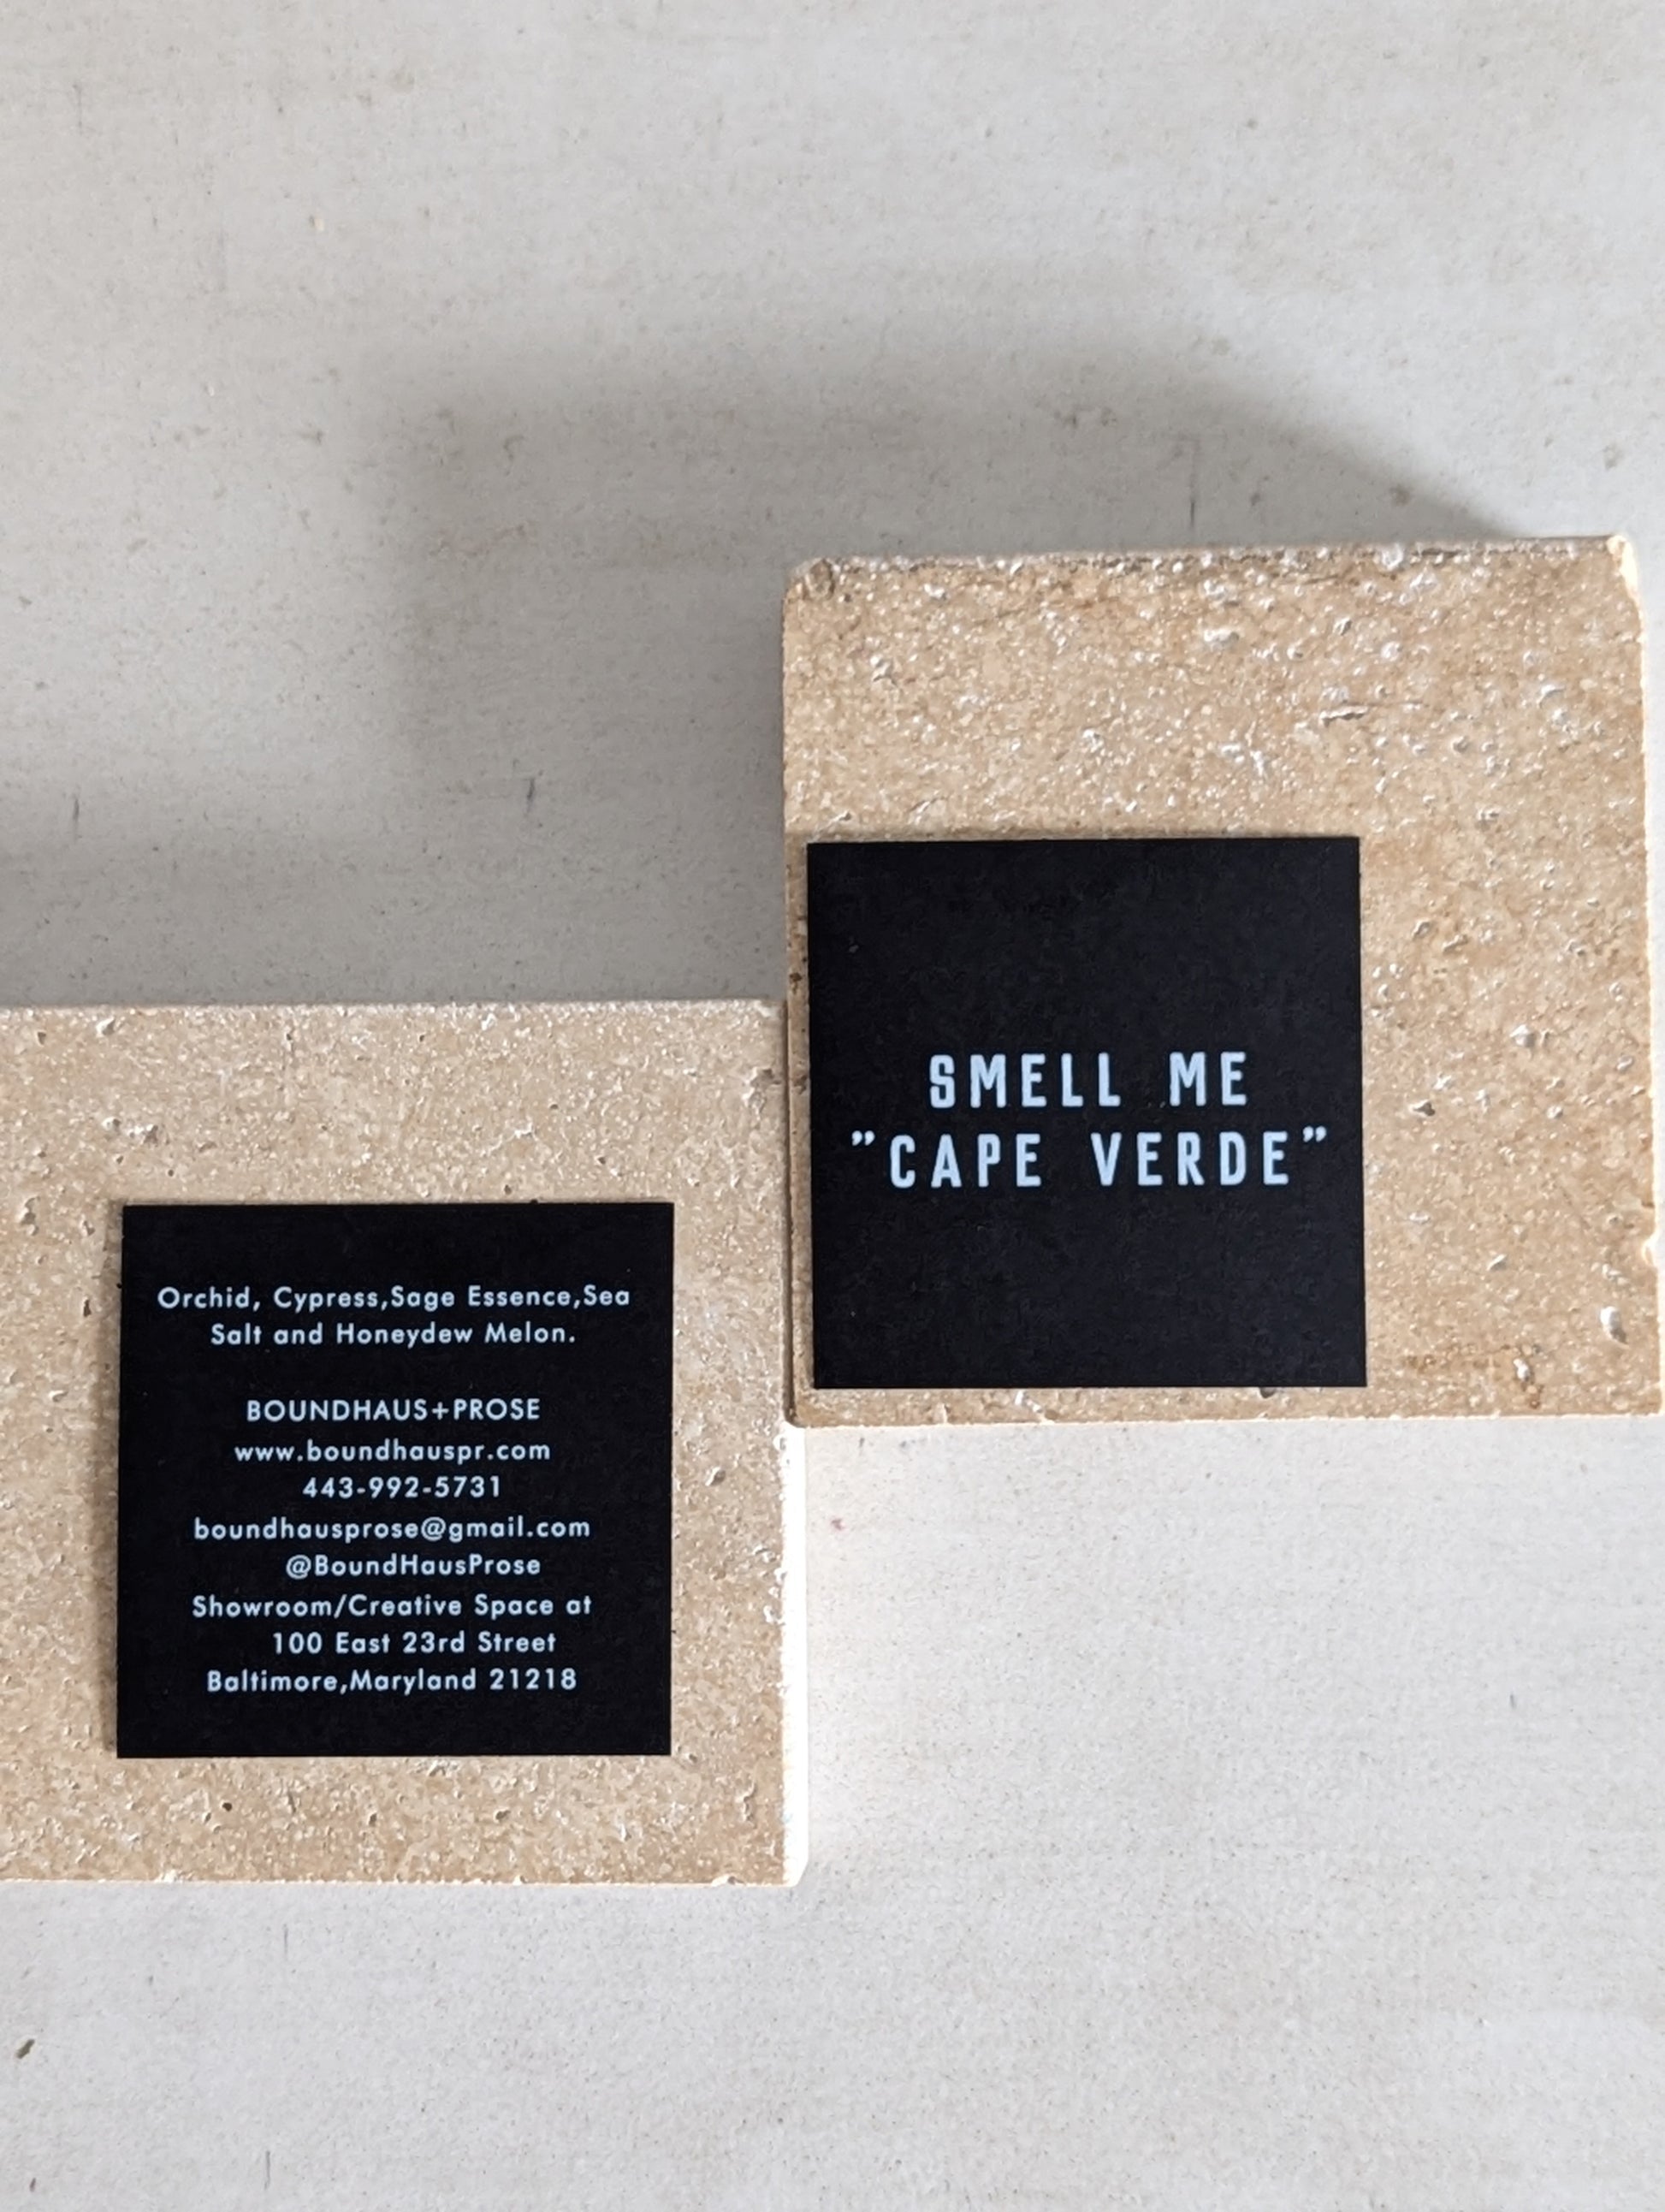 SMELL ME
"CAPE VERDE"
Orchid, Cypress,Sage Essence,Sea
Salt and Honeydew Melon.
BOUNDHAUS+PROSE
www.boundhauspr.com
443-992-5731
boundhausprose@gmail.com
@BoundHausProse
Showroom/Creative Space at
100 East 23rd Street
Baltimore,Maryland 21218